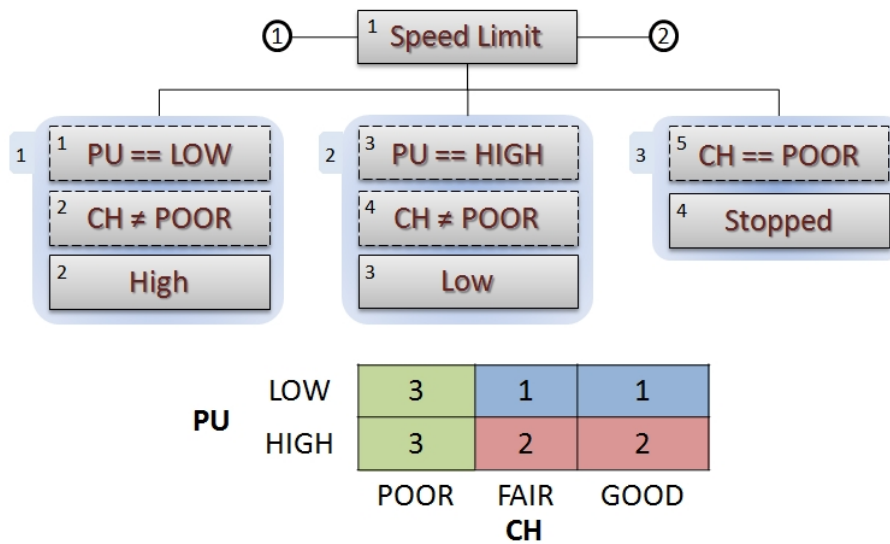 1 1 Speed Limit 2
1 1 PU == LOW 2 3 PU == HIGH 3 5 CH == POOR
2 CH ≠ POOR 4 CH ≠ POOR 4 Stopped
2 High 3 Low
LOW 3 1 1
PU
HIGH 3 2 2
POOR FAIR GOOD
CH